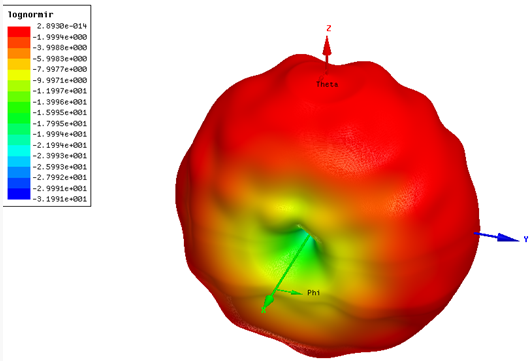 lognormir
2.8930e-014
-1.9994e+000
-3.9988e+000
-5.9983e+000
-7.9977e+000
-9.9971e+000
-1.1997e+001
-1.3996e+001
-1.5995e+001
-1.7995e+001
-1.9994e+001
-2.1994e+001
-2.3993e+001
-2.5993e+001
-2.7992e+001
-2.9991e+001
-3.1991e+001
Z
Theta
Y
Phi
X